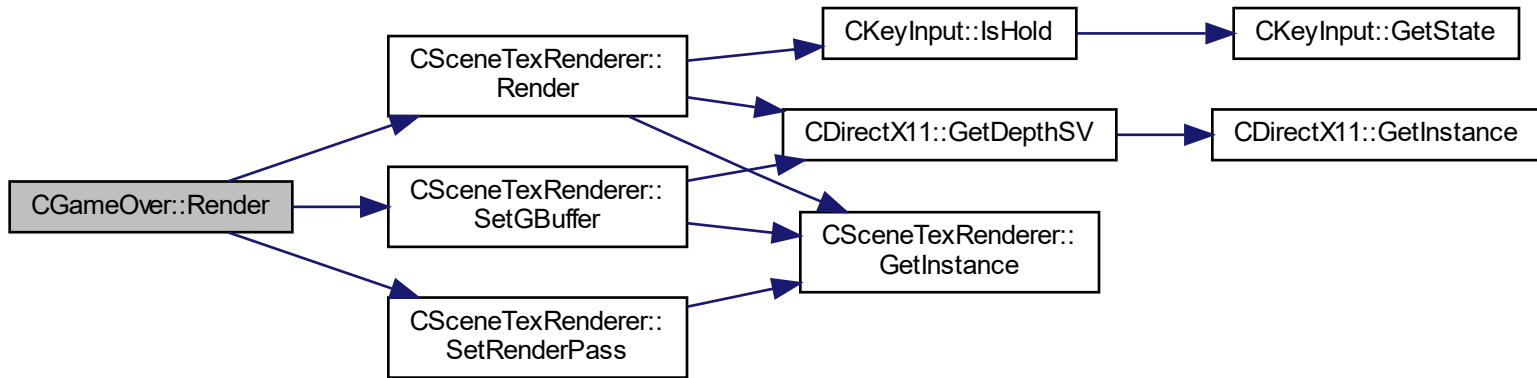 CGameOver::Render
CSceneTexRenderer::
Render
CSceneTexRenderer::
SetGBuffer
CSceneTexRenderer::
SetRenderPass
CKeyInput::IsHold
CDirectX11::GetDepthSV
CSceneTexRenderer::
GetInstance
CKeyInput::GetState
CDirectX11::GetInstance